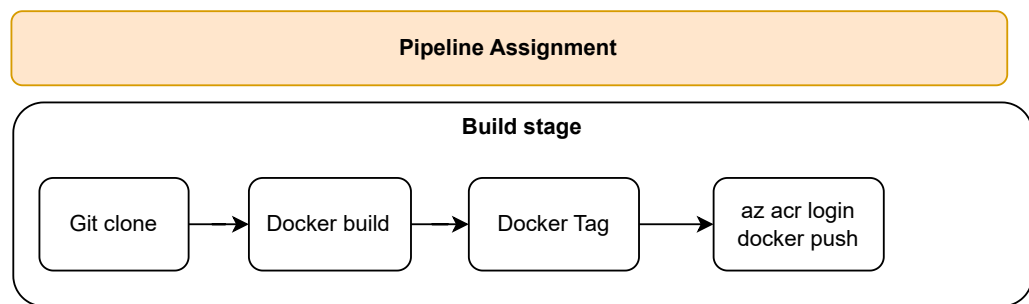 Pipeline Assignment
Build stage
Git clone
Docker build
Docker Tag
az acr login
docker push